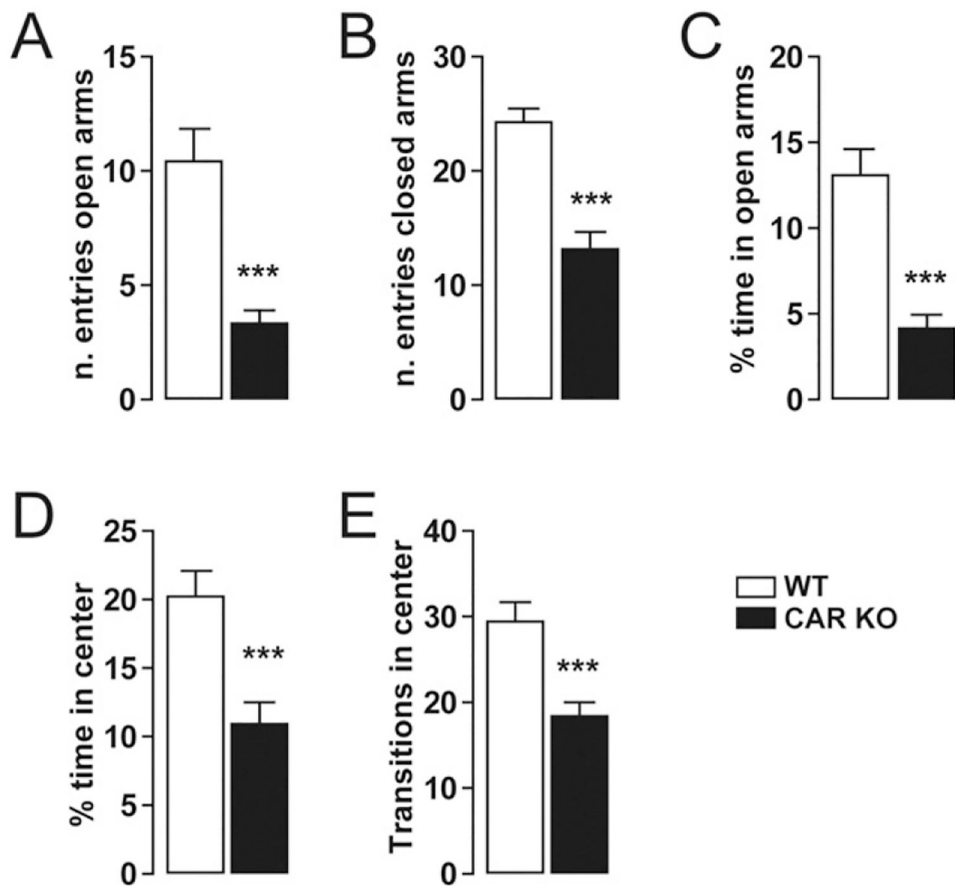 A
n. entries open arms
15
10
5
0
***
B
n. entries closed arms
30
20
10
0
***
C
% time in open arms
20
15
10
5
0
***
D
% time in center
25
20
15
10
5
0
***
E
Transitions in center
40
30
20
10
0
***
WT
CAR KO